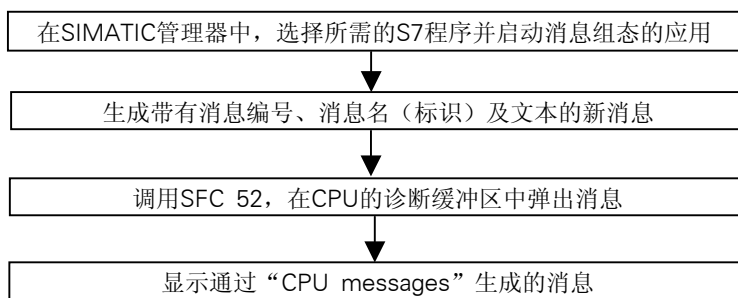 在SIMATIC管理器中，选择所需的S7程序并启动消息组态的应用
生成带有消息编号、消息名（标识）及文本的新消息
调用SFC 52，在CPU的诊断缓冲区中弹出消息
显示通过“CPU messages”生成的消息